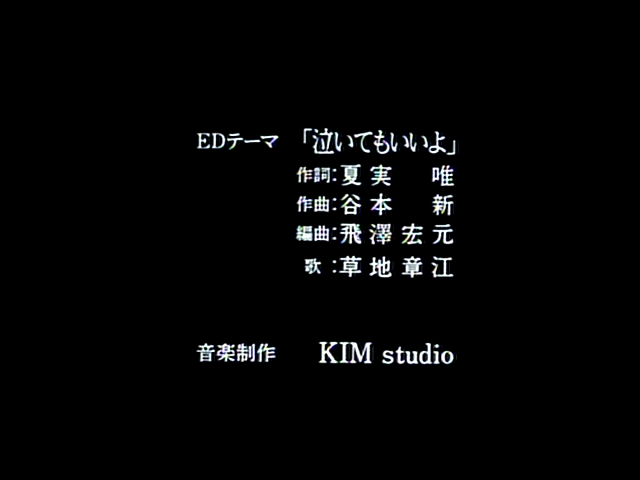 EDテーマ 「泣いてもいいよ」
作詞:夏実 唯
作曲:谷本 新
編曲:飛澤宏元
歌:草地章江
音楽制作 KIM studio